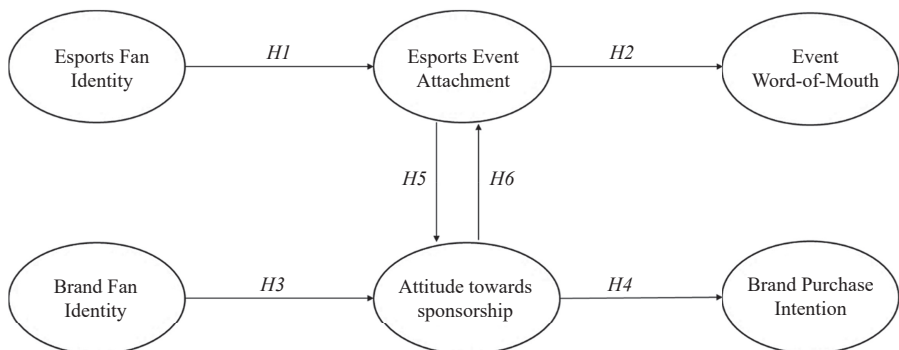 Esports Fan
Identity
H1
Esports Event
Attachment
H2
Event
Word-of-Mouth
H5
H6
Brand Fan
Identity
H3
Attitude towards
sponsorship
H4
Brand Purchase
Intention